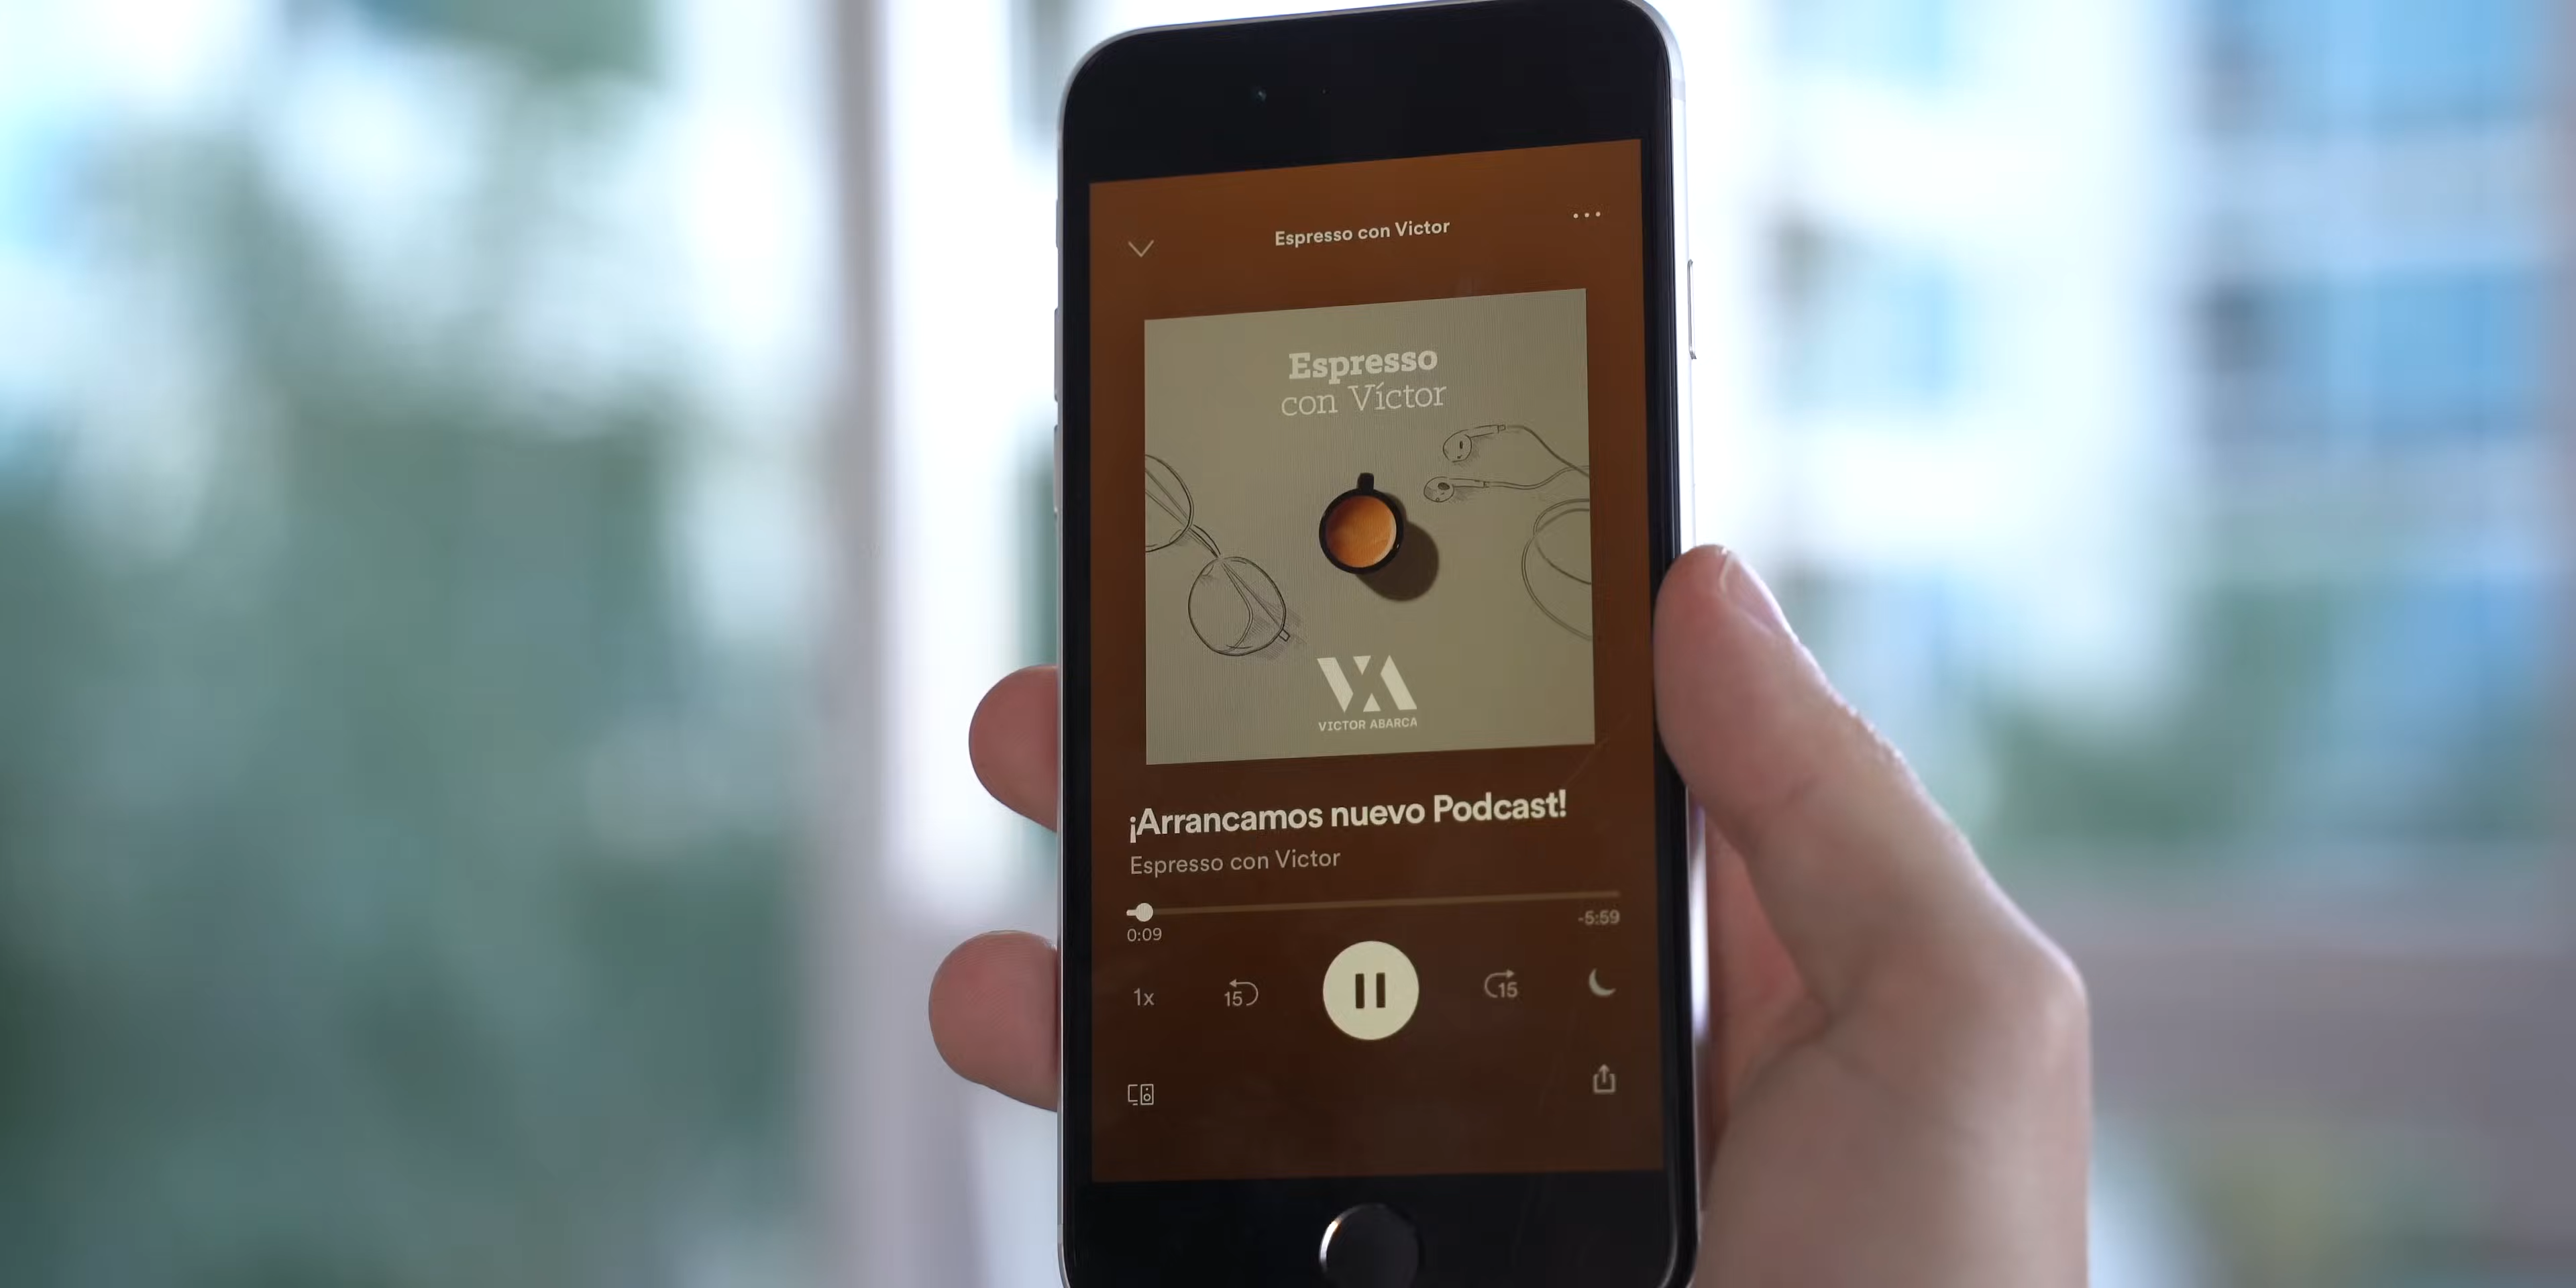 Espresso con Victor
Espresso
con Víctor
VA
VICTOR ABARCA
¡Arrancamos nuevo Podcast!
Espresso con Victor
0:09
-5:59
1x
15
15